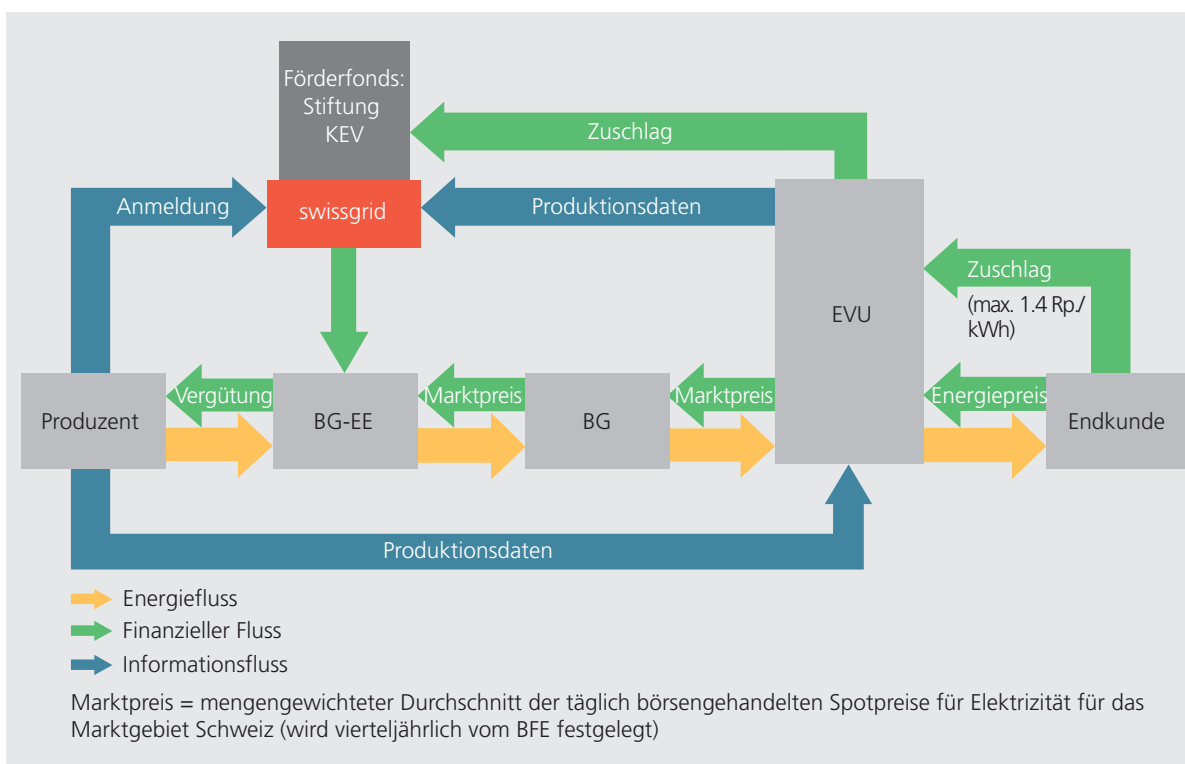 Förderfonds:
Stiftung
KEV
Zuschlag
Anmeldung
swissgrid
Produktionsdaten
Zuschlag
(max. 1.4 Rp./
kWh)
EVU
Vergütung
Marktpreis
Marktpreis
Energiepreis
Produzent
BG-EE
BG
Endkunde
Produktionsdaten
Energiefluss
Finanzieller Fluss
Informationsfluss
Marktpreis = mengengewichteter Durchschnitt der täglich börsengehandelten Spotpreise für Elektrizität für das
Marktgebiet Schweiz (wird vierteljährlich vom BFE festgelegt)